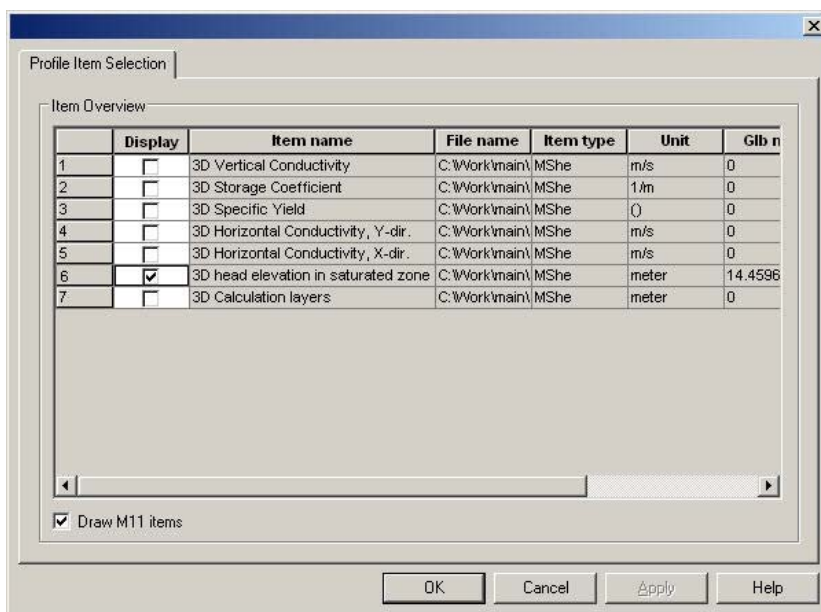 Profile Item Selection
Item Overview
Display Item name File name Item type Unit Glb n
1 3D Vertical Conductivity C:\Work\main\ MShe m/s 0
2 3D Storage Coefficient C:\Work\main\ MShe 1/m 0
3 3D Specific Yield C:\Work\main\ MShe () 0
4 3D Horizontal Conductivity, Y-dir. C:\Work\main\ MShe m/s 0
5 3D Horizontal Conductivity, X-dir. C:\Work\main\ MShe m/s 0
6 3D head elevation in saturated zone C:\Work\main\ MShe meter 14.4596
7 3D Calculation layers C:\Work\main\ MShe meter 0
Draw M11 items
OK Cancel Apply Help